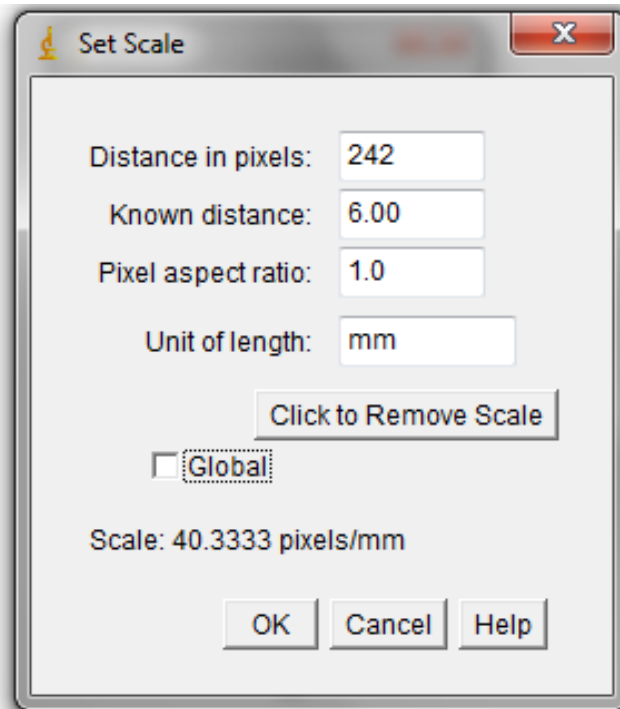 Set Scale
Distance in pixels: 242
Known distance: 6.00
Pixel aspect ratio: 1.0
Unit of length: mm
Click to Remove Scale
Global
Scale: 40.3333 pixels/mm
OK Cancel Help